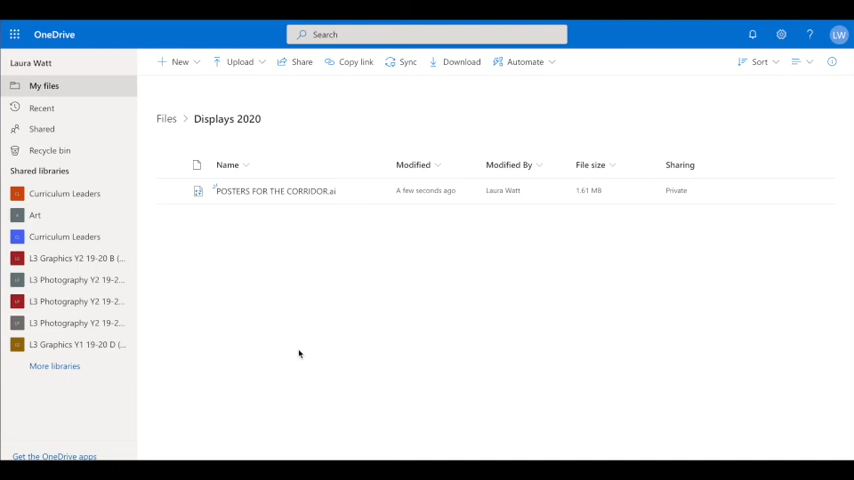 OneDrive
Search
LW
Laura Watt
New
Upload
Share
Copy link
Sync
Download
Automate
Sort
My files
Recent
Shared
Recycle bin
Shared libraries
Curriculum Leaders
Art
Curriculum Leaders
L3 Graphics Y2 19-20 B (...
L3 Photography Y2 19-2...
L3 Photography Y2 19-2...
L3 Photography Y2 19-2...
L3 Graphics Y1 19-20 D (...
More libraries
Get the OneDrive apps
Files > Displays 2020
Name Modified Modified By File size Sharing
POSTERS FOR THE CORRIDOR.ai A few seconds ago Laura Watt 1.61 MB Private